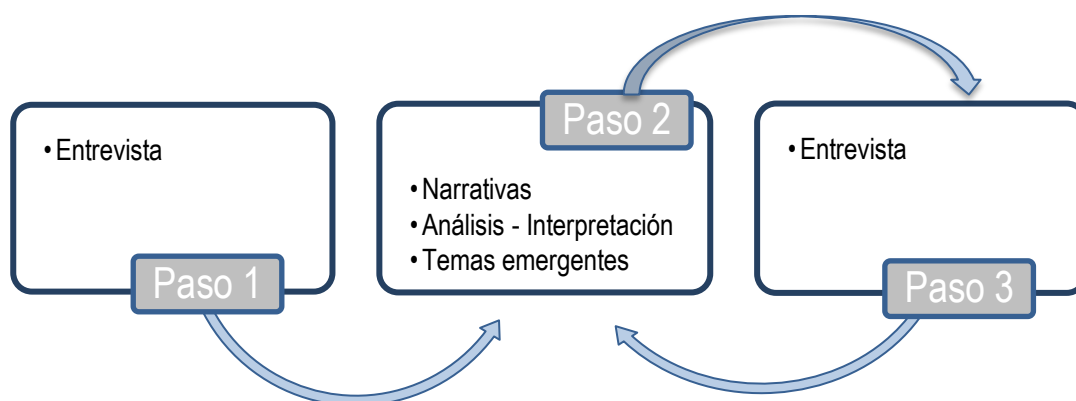 • Entrevista
Paso 1
Paso 2
• Narrativas
• Análisis - Interpretación
• Temas emergentes
• Entrevista
Paso 3